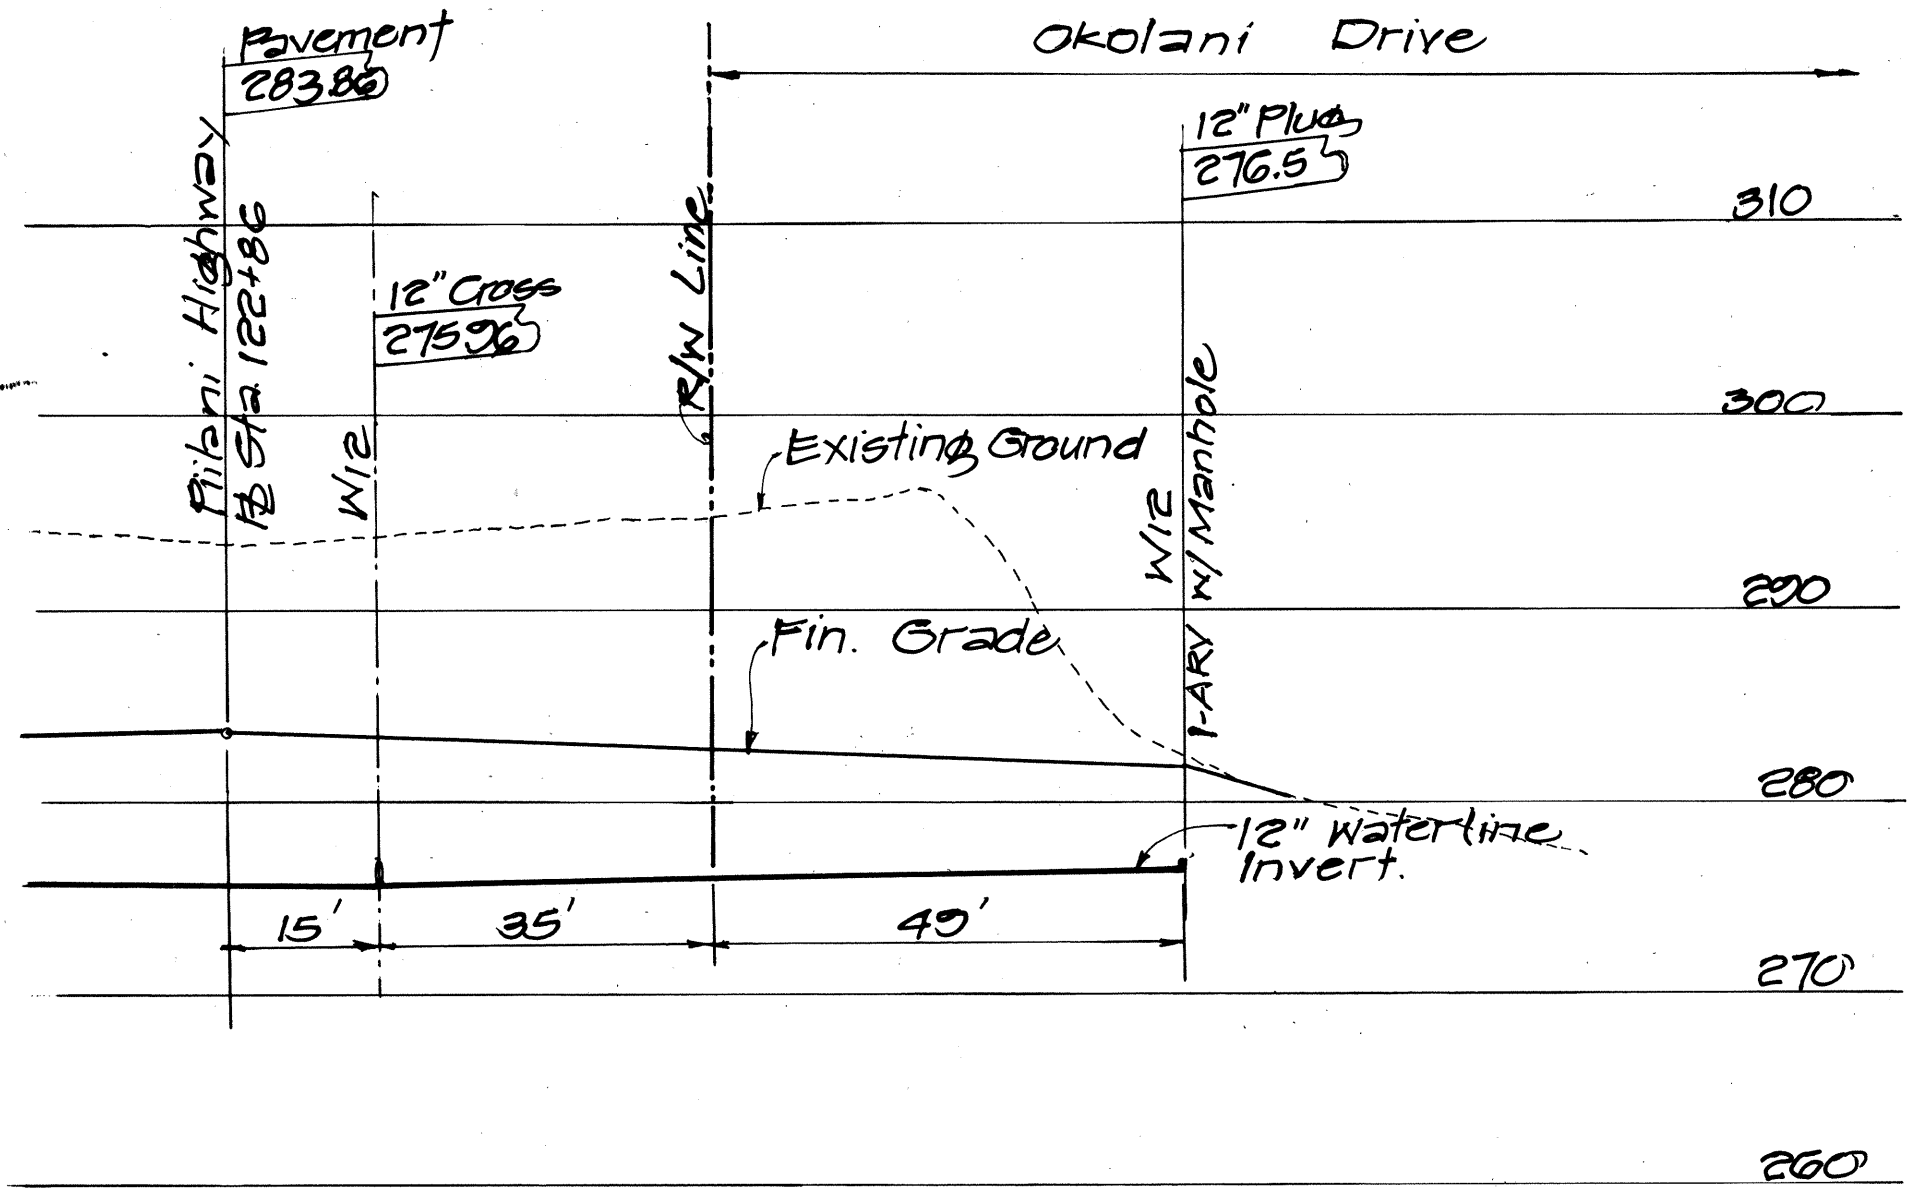 Pavement
283.86
Okolani Drive
12" Plug
276.5
310
Piilani Highway
Sta 122+86
12" Cross
275.96
R/W Line
300
W12
Existing Ground
W12
1-ARV w/ Manhole
290
Fin. Grade
280
12" Waterline
Invert.
15'
35'
49'
270
260